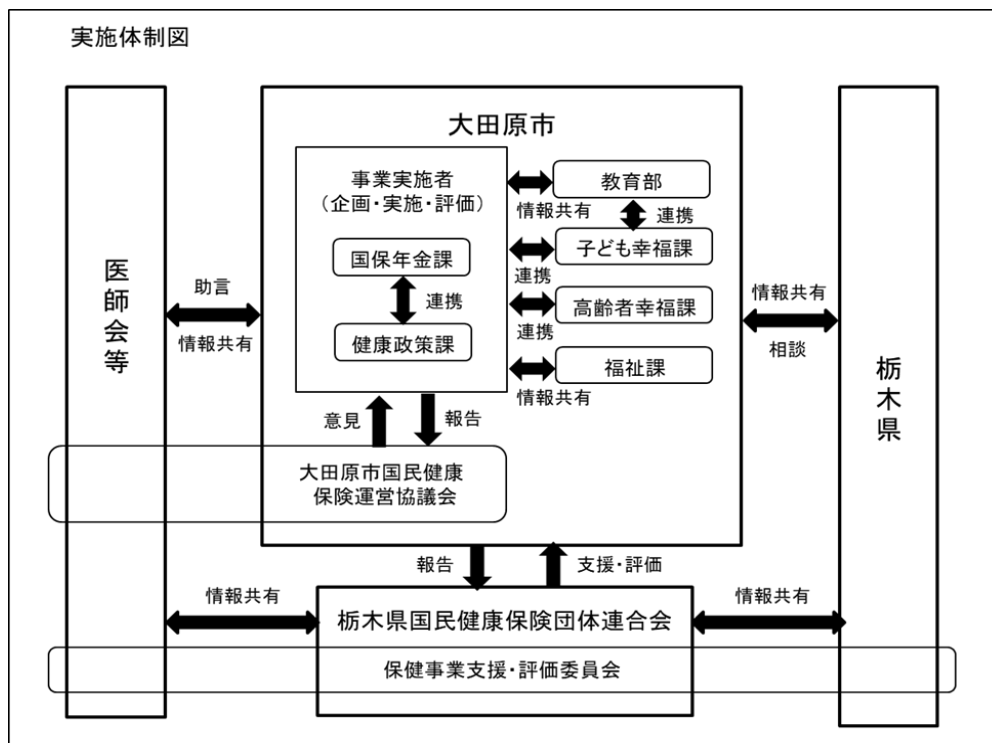 実施体制図
大田原市
事業実施者
（企画・実施・評価）
国保年金課
連携
健康政策課
教育部
情報共有
連携
子ども幸福課
連携
高齢者幸福課
連携
福祉課
情報共有
医師会等
助言
情報共有
情報共有
相談
栃木県
意見
報告
大田原市国民健康
保険運営協議会
報告
支援・評価
情報共有
栃木県国民健康保険団体連合会
情報共有
保健事業支援・評価委員会